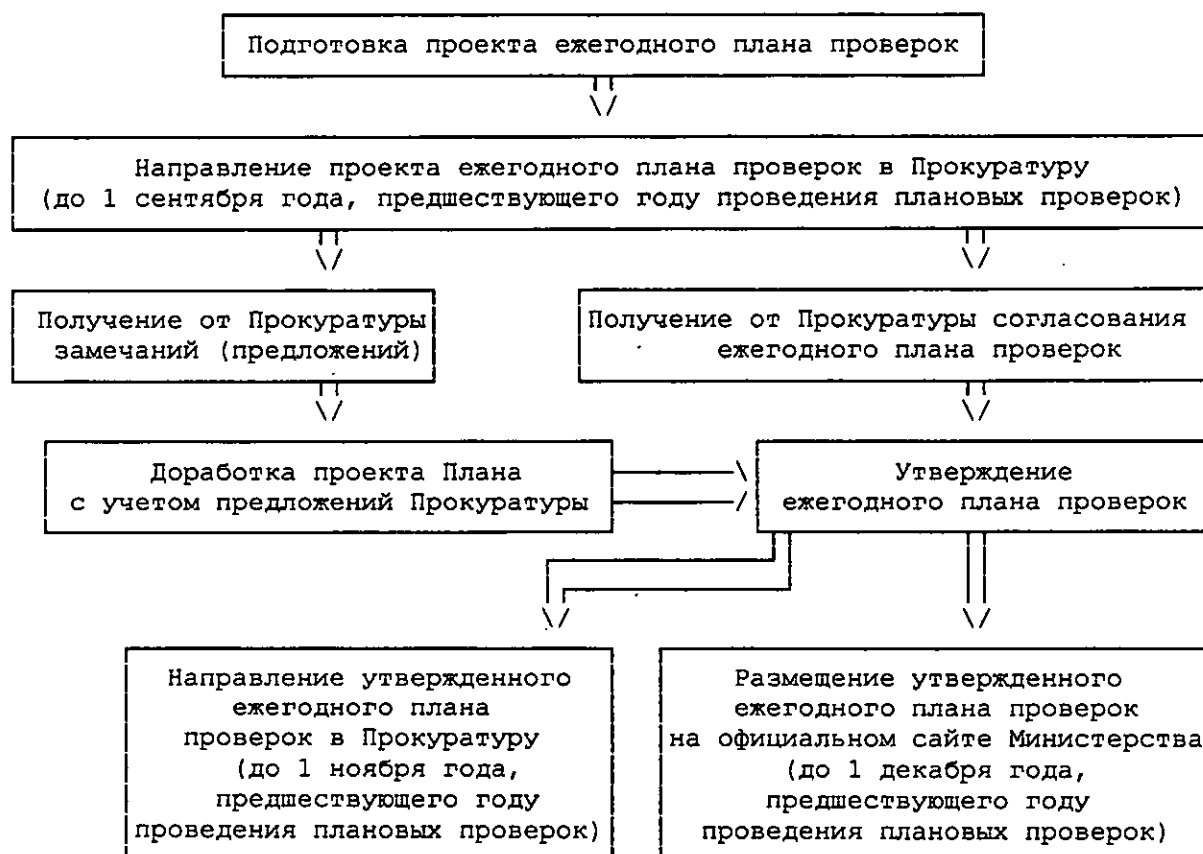 Подготовка проекта ежегодного плана проверок
Направление проекта ежегодного плана проверок в Прокуратуру
(до 1 сентября года, предшествующего году проведения плановых проверок)
Получение от Прокуратуры
замечаний (предложений)
Получение от Прокуратуры согласования
ежегодного плана проверок
Доработка проекта Плана
с учетом предложений Прокуратуры
Утверждение
ежегодного плана проверок
Направление утвержденного
ежегодного плана
проверок в Прокуратуру
(до 1 ноября года,
предшествующего году
проведения плановых проверок)
Размещение утвержденного
ежегодного плана проверок
на официальном сайте Министерства
(до 1 декабря года,
предшествующего году
проведения плановых проверок)